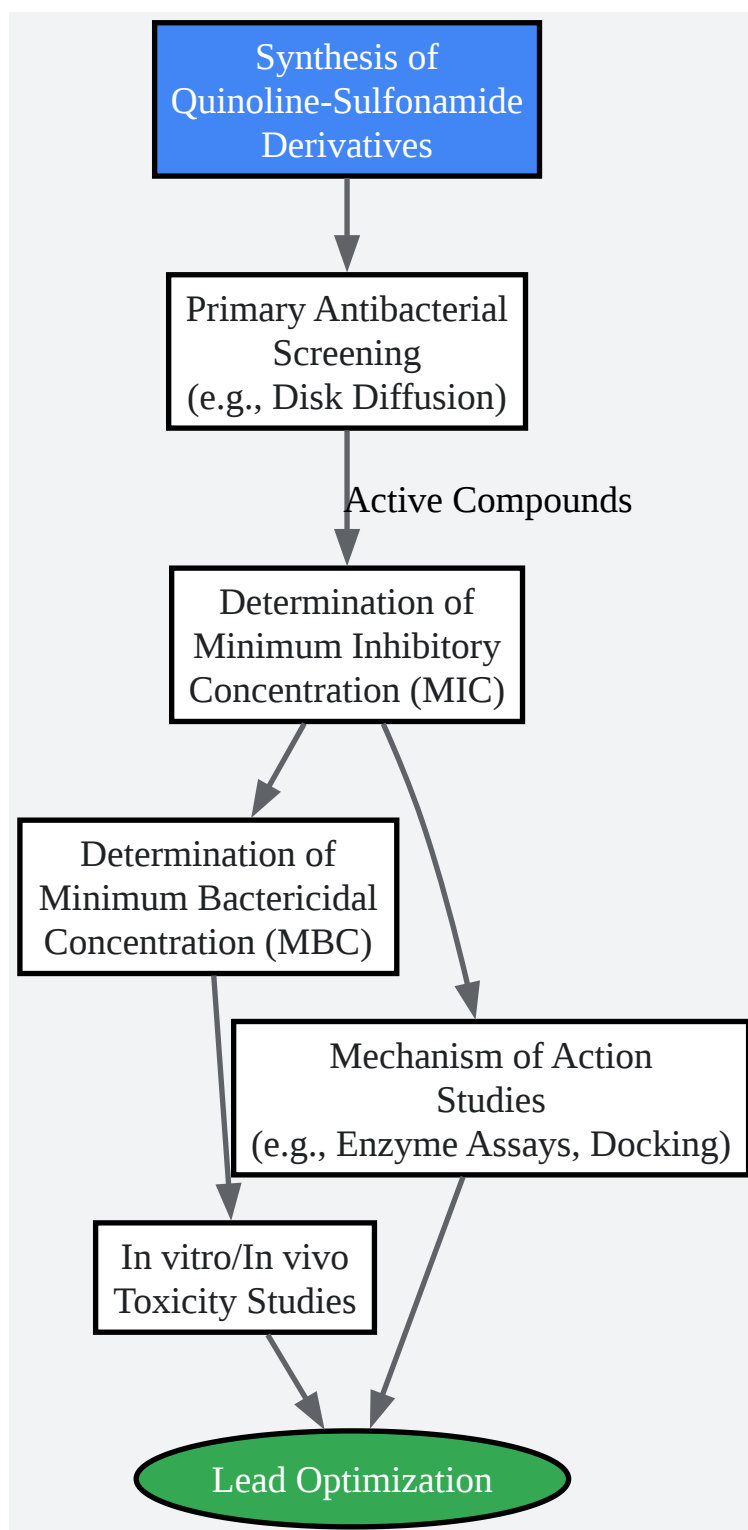 Synthesis of
Quinoline-Sulfonamide
Derivatives
Primary Antibacterial
Screening
(e.g., Disk Diffusion)
Active Compounds
Determination of
Minimum Inhibitory
Concentration (MIC)
Determination of
Minimum Bactericidal
Concentration (MBC)
Mechanism of Action
Studies
(e.g., Enzyme Assays, Docking)
In vitro/In vivo
Toxicity Studies
Lead Optimization